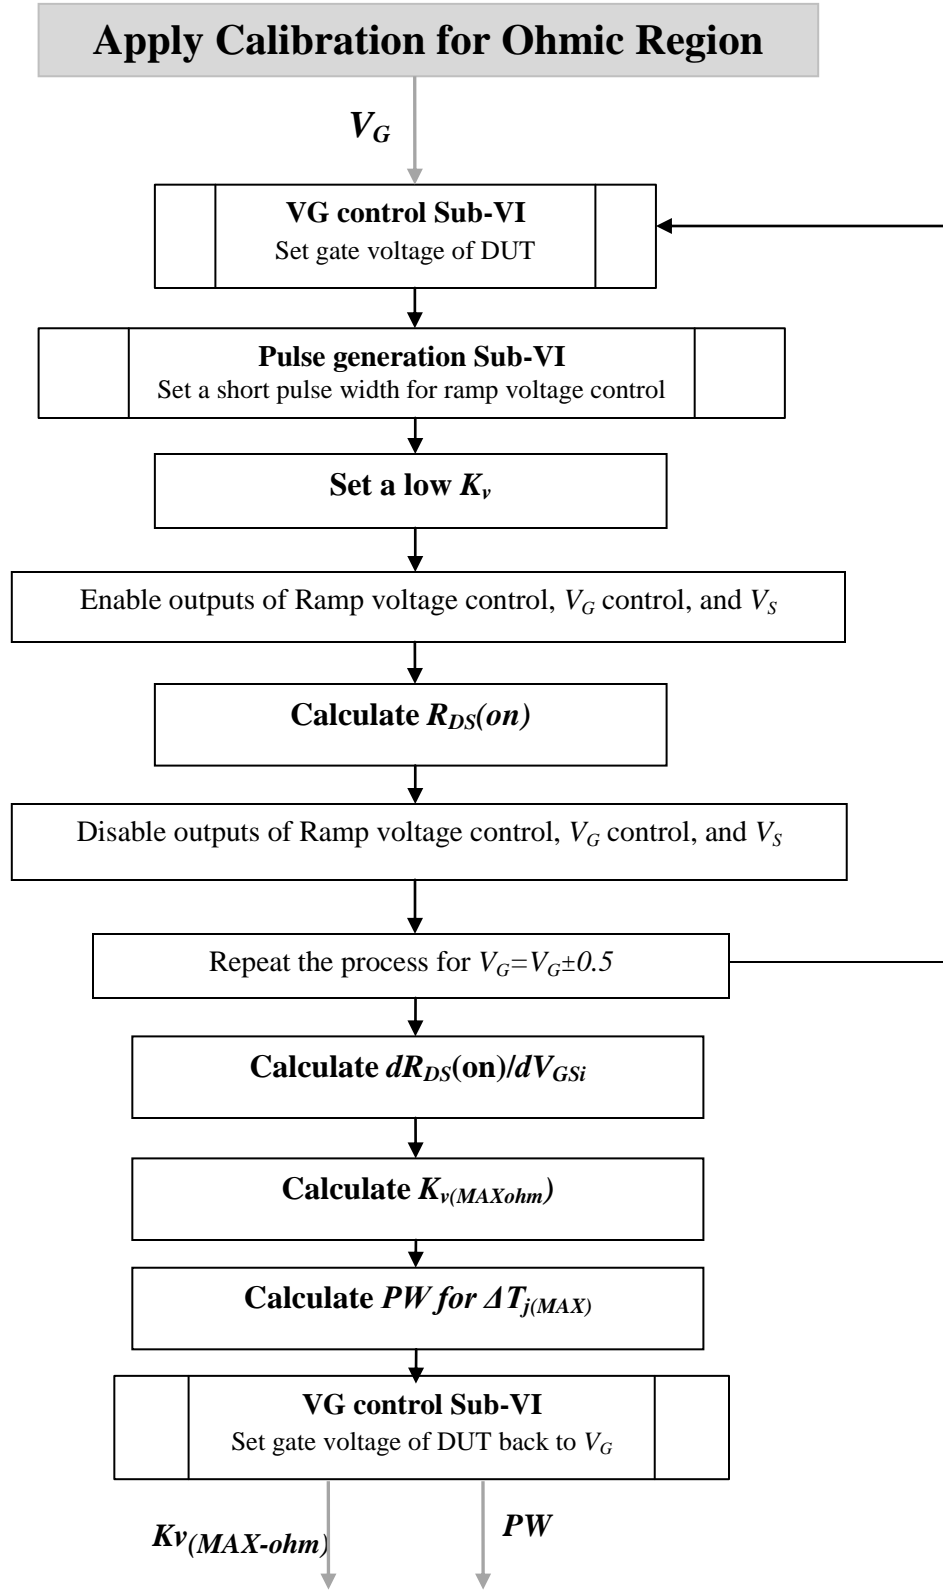 Apply Calibration for Ohmic Region
V_G
VG control Sub-VI
Set gate voltage of DUT
Pulse generation Sub-VI
Set a short pulse width for ramp voltage control
Set a low K_v
Enable outputs of Ramp voltage control, V_G control, and V_S
Calculate R_DS(on)
Disable outputs of Ramp voltage control, V_G control, and V_S
Repeat the process for V_G=V_G±0.5
Calculate dR_DS(on)/dV_GSi
Calculate K_v(MAXohm)
Calculate PW for ΔT_j(MAX)
VG control Sub-VI
Set gate voltage of DUT back to V_G
Kv_(MAX-ohm)
PW